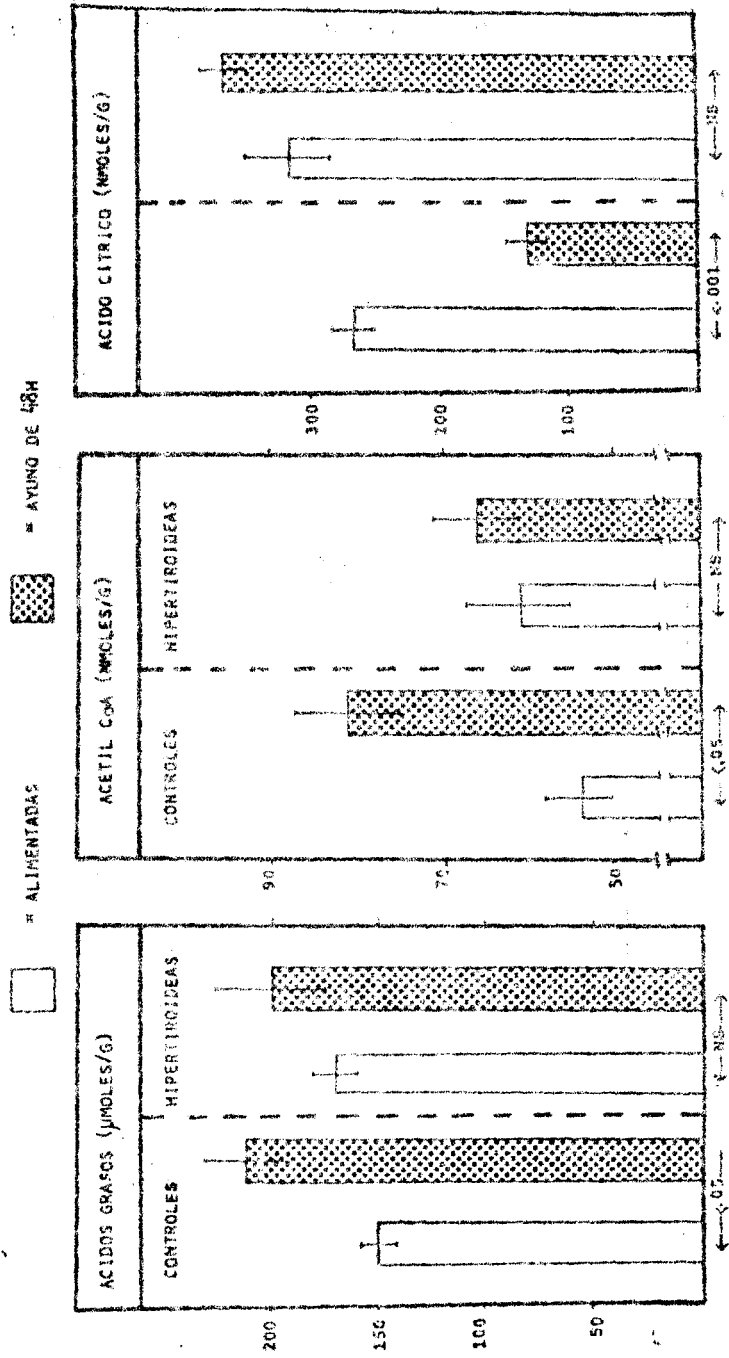 = ALIMENTADAS
= AYUNO DE 48H
ACIDOS GRASOS (µMOLES/G)
CONTROLES
HIPERTIROIDEAS
200
150
100
50
<.05
NS
ACETIL CoA (NMOLES/G)
CONTROLES
HIPERTIROIDEAS
90
70
50
<.05
NS
ACIDO CITRICO (NMOLES/G)
300
200
100
<.001
NS